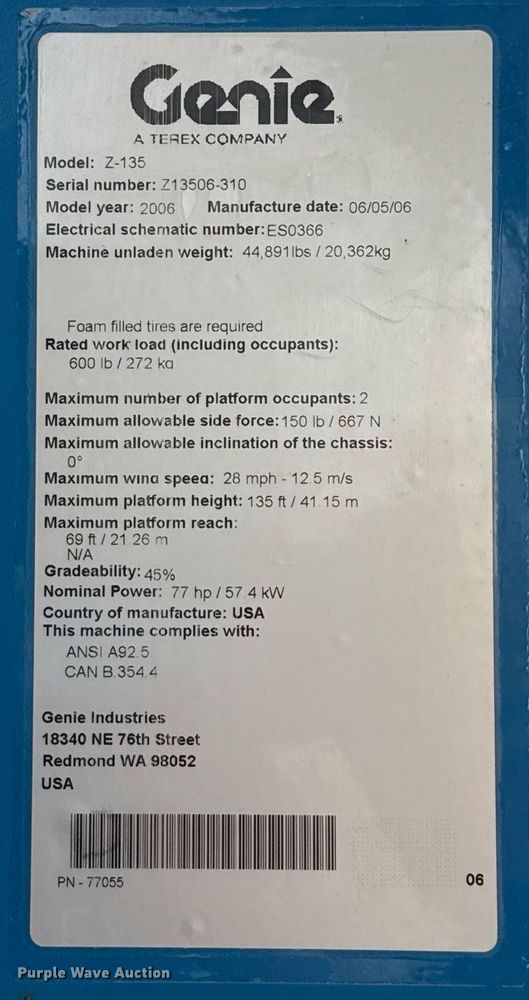 Genie
A TEREX COMPANY
Model: Z-135
Serial number: Z13506-310
Model year: 2006 Manufacture date: 06/05/06
Electrical schematic number: ES0366
Machine unladen weight: 44,891lbs / 20,362kg
Foam filled tires are required
Rated work load (including occupants):
600 lb / 272 kg
Maximum number of platform occupants: 2
Maximum allowable side force: 150 lb / 667 N
Maximum allowable inclination of the chassis:
0°
Maximum wind speed: 28 mph - 12.5 m/s
Maximum platform height: 135 ft / 41.15 m
Maximum platform reach:
69 ft / 21.26 m
N/A
Gradeability: 45%
Nominal Power: 77 hp / 57.4 kW
Country of manufacture: USA
This machine complies with:
ANSI A92.5
CAN B.354.4
Genie Industries
18340 NE 76th Street
Redmond WA 98052
USA
PN - 77055
06
Purple Wave Auction